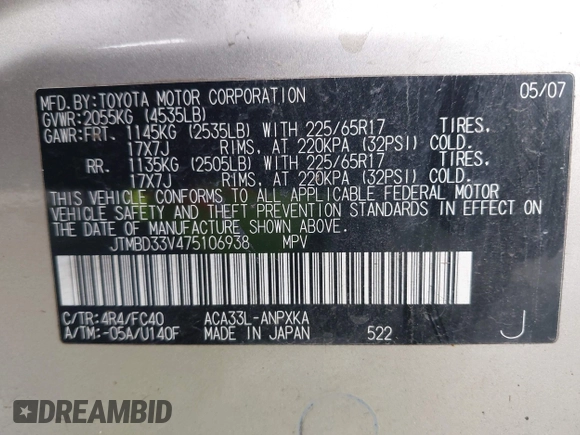 MFD.BY:TOYOTA MOTOR CORPORATION 05/07
GVWR:2055KG (4535LB)
GAWR:FRT. 1145KG (2535LB) WITH 225/65R17 TIRES.
17X7J RIMS, AT 220KPA (32PSI) COLD.
RR. 1135KG (2505LB) WITH 225/65R17 TIRES.
17X7J RIMS, AT 220KPA (32PSI) COLD.
THIS VEHICLE CONFORMS TO ALL APPLICABLE FEDERAL MOTOR
VEHICLE SAFETY AND THEFT PREVENTION STANDARDS IN EFFECT ON
THE DATE OF MANUFACTURE SHOWN ABOVE.
JTMBD33V475106938 MPV
C/TR:4R4/FC40 ACA33L-ANPXKA
A/TM:-05A/U140F MADE IN JAPAN 522 J
DREAMBID